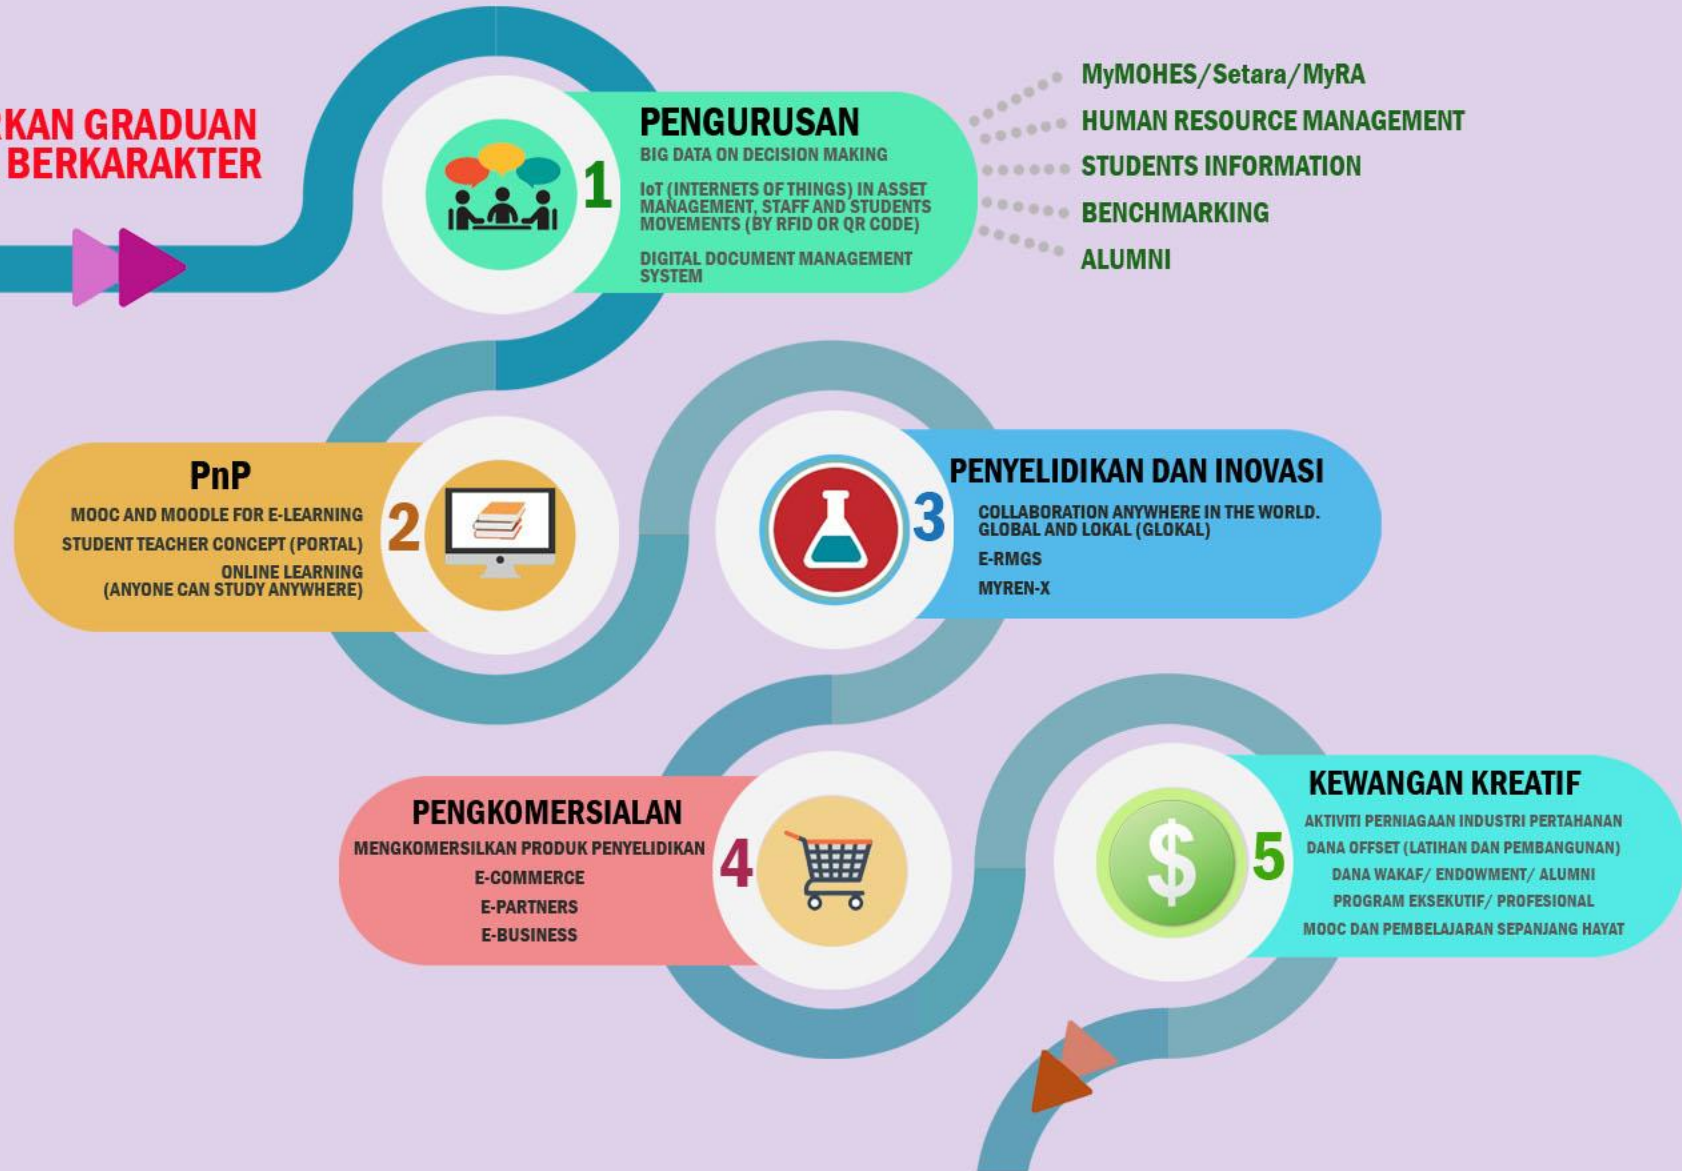 GRADUAN
BERKARAKTER
1
PENGURUSAN
BIG DATA ON DECISION MAKING
IoT (INTERNETS OF THINGS) IN ASSET
MANAGEMENT, STAFF AND STUDENTS
MOVEMENTS (BY RFID OR QR CODE)
DIGITAL DOCUMENT MANAGEMENT
SYSTEM
MyMOHES/Setara/MyRA
HUMAN RESOURCE MANAGEMENT
STUDENTS INFORMATION
BENCHMARKING
ALUMNI
PnP
MOOC AND MOODLE FOR E-LEARNING
STUDENT TEACHER CONCEPT (PORTAL)
ONLINE LEARNING
(ANYONE CAN STUDY ANYWHERE)
2
3
PENYELIDIKAN DAN INOVASI
COLLABORATION ANYWHERE IN THE WORLD.
GLOBAL AND LOKAL (GLOKAL)
E-RMGS
MYREN-X
PENGKOMERSIALAN
MENGKOMERSILKAN PRODUK PENYELIDIKAN
E-COMMERCE
E-PARTNERS
E-BUSINESS
4
$
5
KEWANGAN KREATIF
AKTIVITI PERNIAGAAN INDUSTRI PERTAHANAN
DANA OFFSET (LATIHAN DAN PEMBANGUNAN)
DANA WAKAF/ ENDOWMENT/ ALUMNI
PROGRAM EKSEKUTIF/ PROFESIONAL
MOOC DAN PEMBELAJARAN SEPANJANG HAYAT